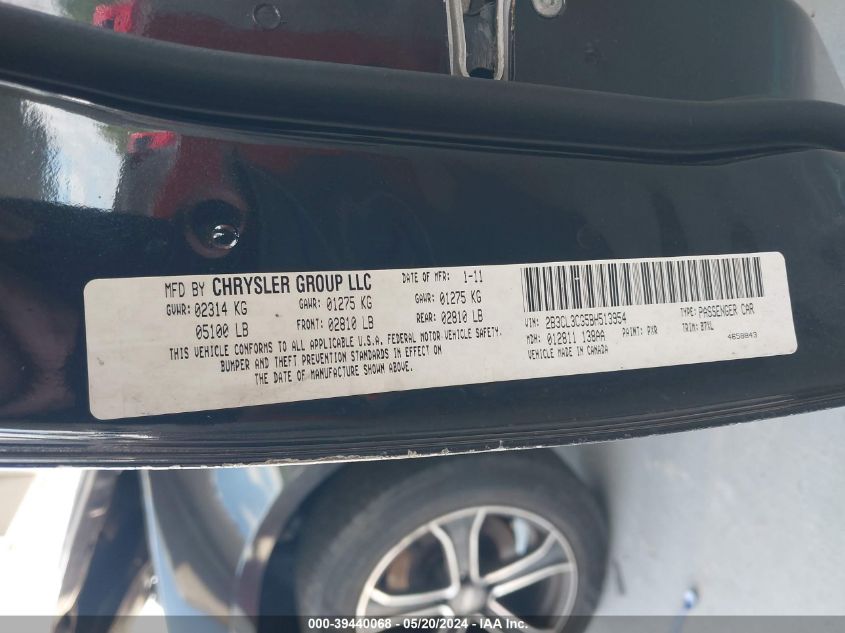 MFD BY CHRYSLER GROUP LLC DATE OF MFR: 1-11
GVWR: 02314 KG GAWR: 01275 KG GAWR: 01275 KG
05100 LB FRONT: 02810 LB REAR: 02810 LB
THIS VEHICLE CONFORMS TO ALL APPLICABLE U.S.A. FEDERAL MOTOR VEHICLE SAFETY,
BUMPER AND THEFT PREVENTION STANDARDS IN EFFECT ON
THE DATE OF MANUFACTURE SHOWN ABOVE.
VIN: 2B3CL3CG5BH513954 TYPE: PASSENGER CAR
MDH: 012811 139AA PAINT: PXR TRIM: B7XL
VEHICLE MADE IN CANADA 4658843
000-39440068 - 05/20/2024 - IAA Inc.